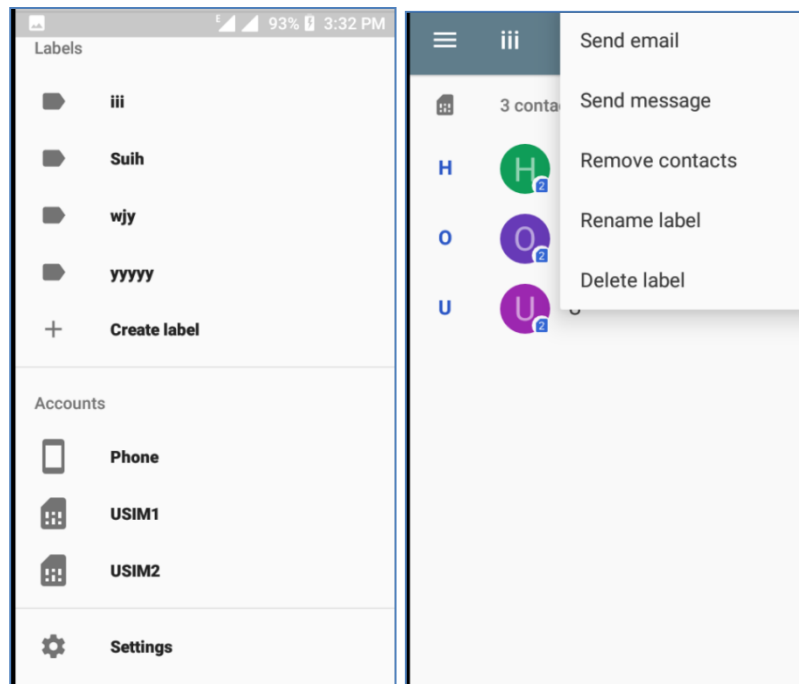 E 93% 3:32 PM
Labels
iii
Suih
wjy
yyyyy
Create label
Accounts
Phone
USIM1
USIM2
Settings
iii
Send email
3 conta
Send message
H
H
2
Remove contacts
O
O
2
Rename label
U
U
2
Delete label